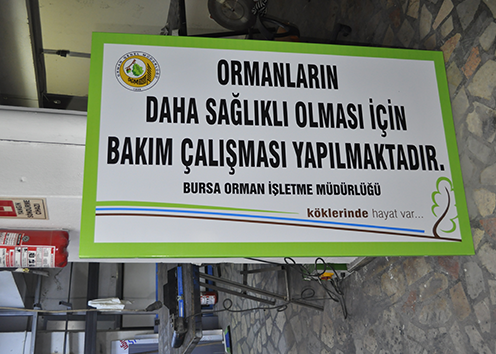 ORMANLARIN
DAHA SAĞLIKLI OLMASI İÇİN
BAKIM ÇALIŞMASI YAPILMAKTADIR.
BURSA ORMAN İŞLETME MÜDÜRLÜĞÜ
köklerinde hayat var...